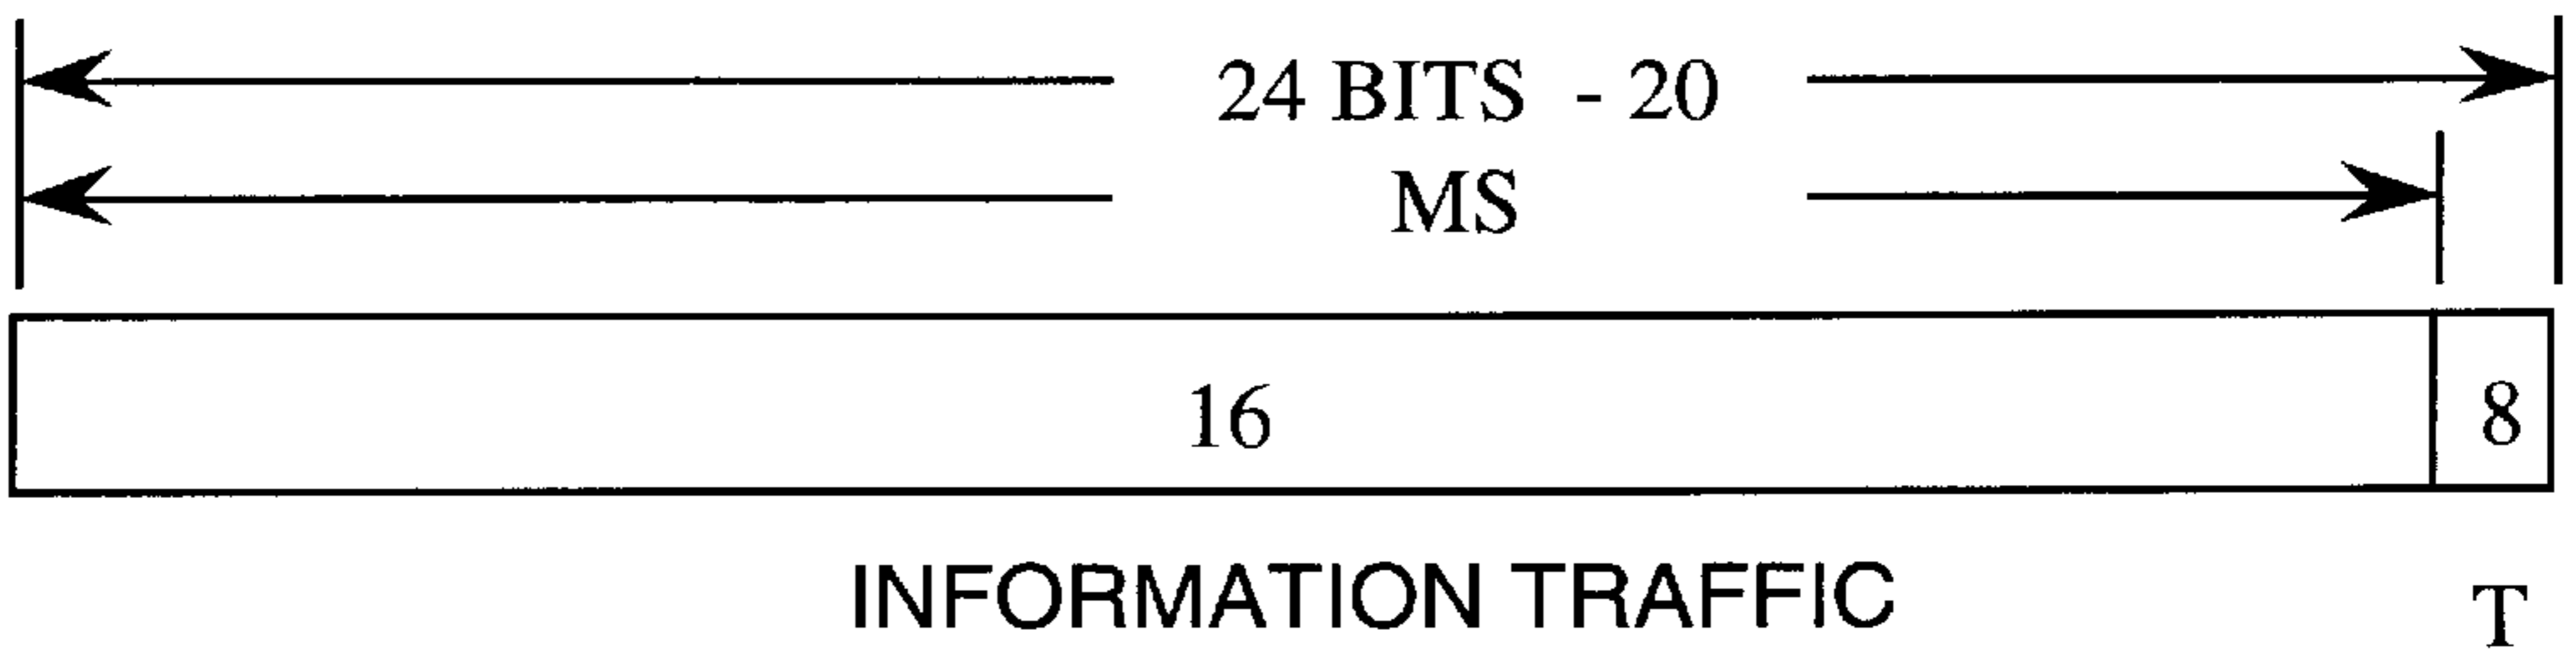 24 BITS - 20
MS
16 8
INFORMATION TRAFFIC T